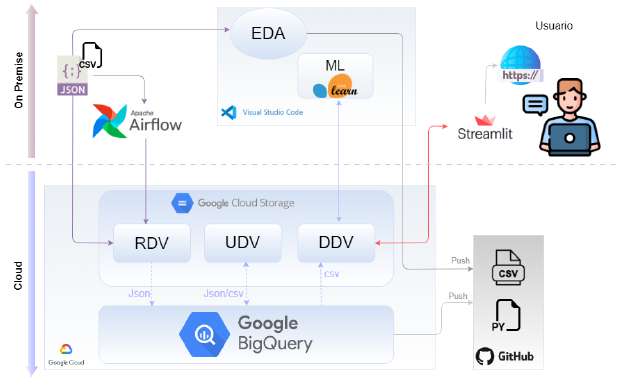 On Premise
CSV
{:}
JSON
Apache
Airflow
EDA
ML
learn
Visual Studio Code
Usuario
https://
Streamlit
Cloud
Google Cloud Storage
RDV
UDV
DDV
Json
Json/csv
csv
Google
BigQuery
Google Cloud
Push
Push
CSV
PY
GitHub